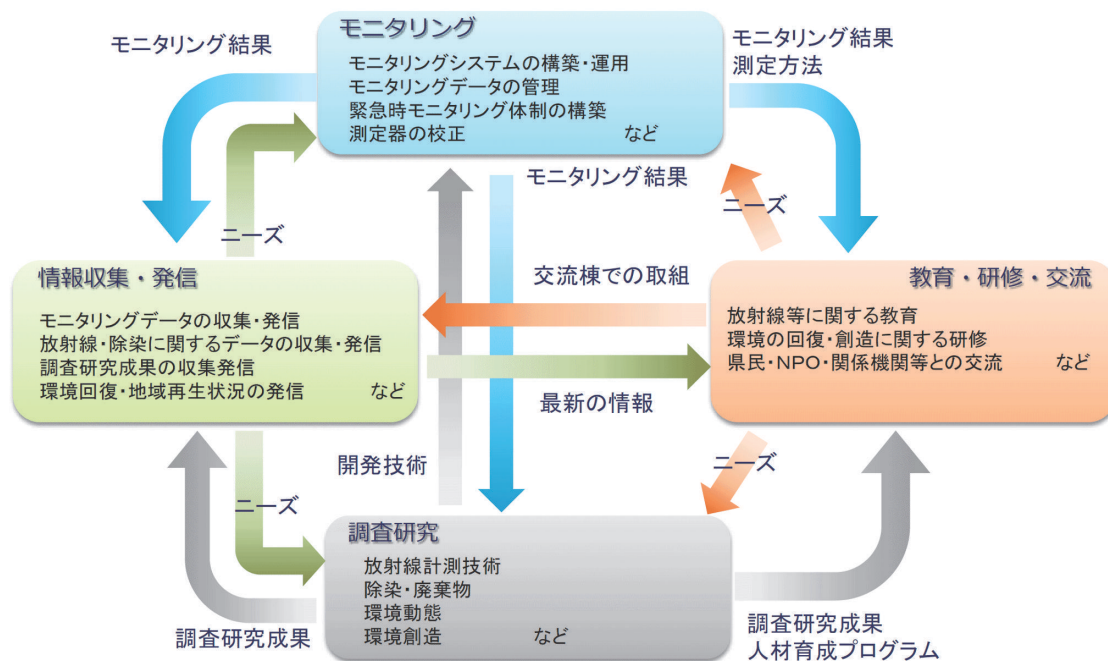 モニタリング
モニタリングシステムの構築・運用
モニタリングデータの管理
緊急時モニタリング体制の構築
測定器の校正 など
モニタリング結果
モニタリング結果
測定方法
モニタリング結果
ニーズ
ニーズ
情報収集・発信
モニタリングデータの収集・発信
放射線・除染に関するデータの収集・発信
調査研究成果の収集発信
環境回復・地域再生状況の発信 など
交流棟での取組
最新の情報
教育・研修・交流
放射線等に関する教育
環境の回復・創造に関する研修
県民・NPO・関係機関等との交流 など
開発技術
ニーズ
ニーズ
調査研究
放射線計測技術
除染・廃棄物
環境動態
環境創造 など
調査研究成果
調査研究成果
人材育成プログラム